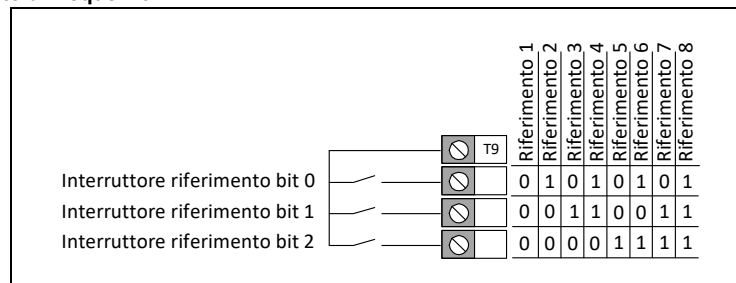 Riferimento 1
Riferimento 2
Riferimento 3
Riferimento 4
Riferimento 5
Riferimento 6
Riferimento 7
Riferimento 8
T9
Interruttore riferimento bit 0 0 1 0 1 0 1 0 1
Interruttore riferimento bit 1 0 0 1 1 0 0 1 1
Interruttore riferimento bit 2 0 0 0 0 1 1 1 1